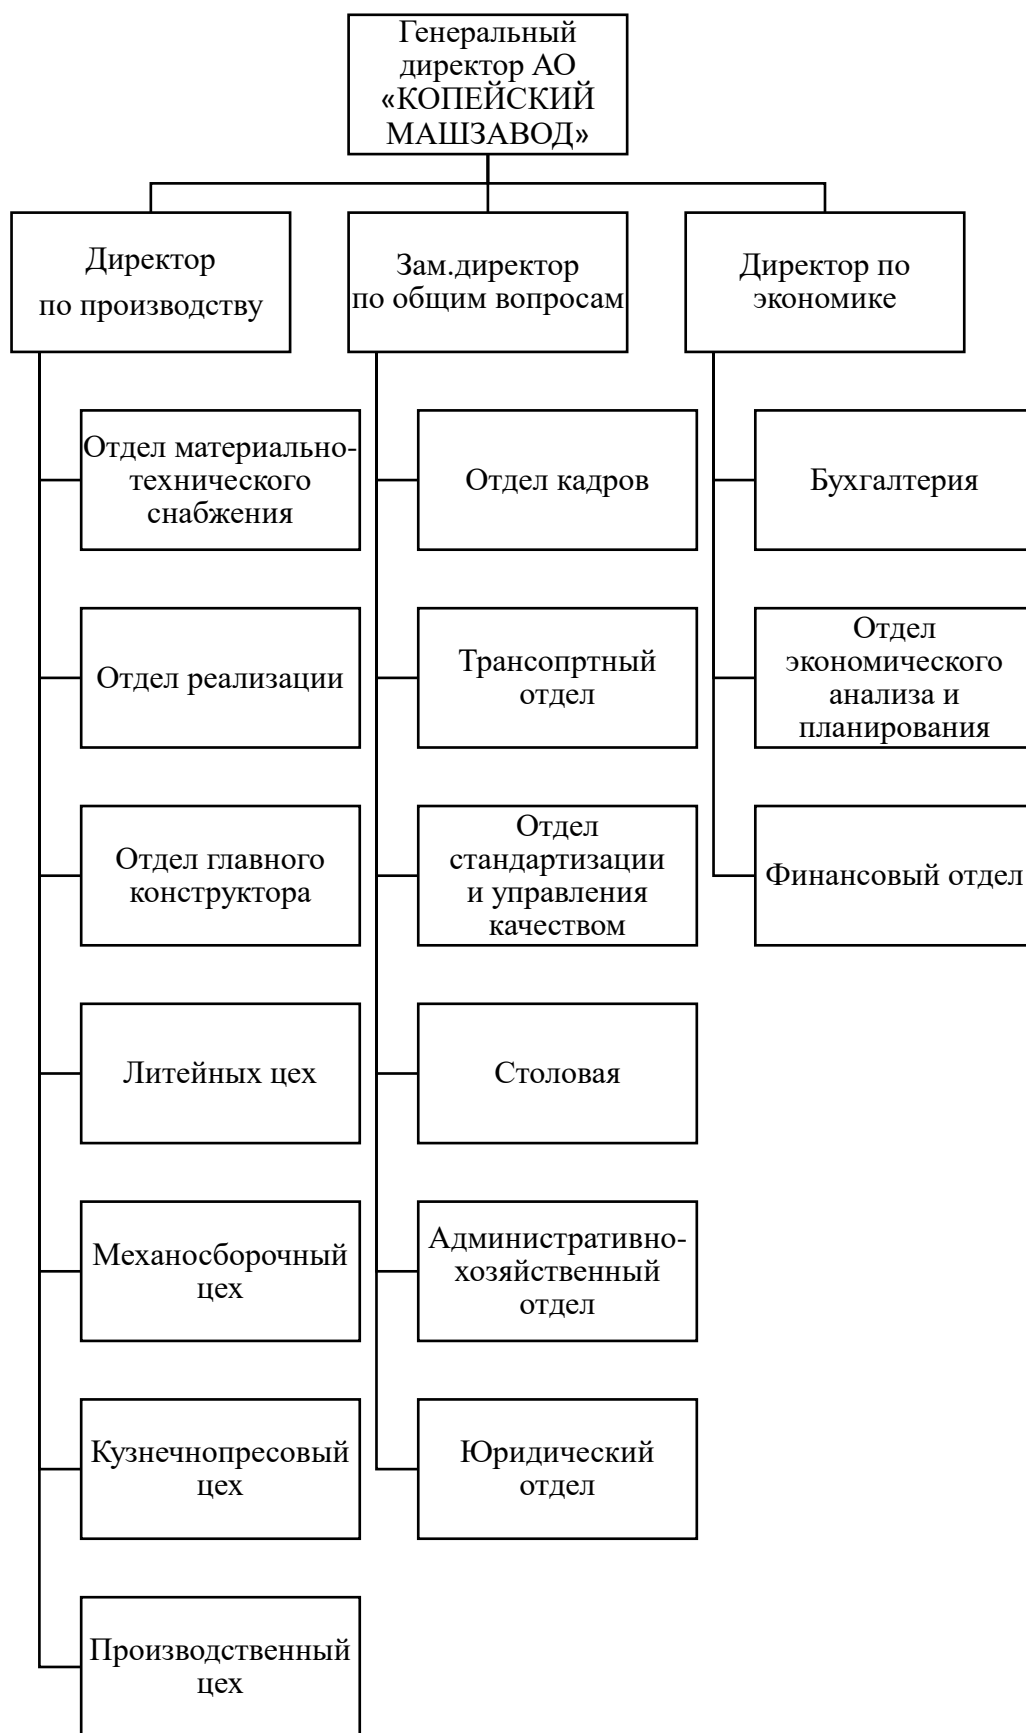 Генеральный
директор АО
«КОПЕЙСКИЙ
МАШЗАВОД»
Директор
по производству
Зам.директор
по общим вопросам
Директор по
экономике
Отдел материально-
технического
снабжения
Отдел кадров
Бухгалтерия
Отдел реализации
Трансопртный
отдел
Отдел
экономического
анализа и
планирования
Отдел главного
конструктора
Отдел
стандартизации
и управления
качеством
Финансовый отдел
Литейных цех
Столовая
Механосборочный
цех
Административно-
хозяйственный
отдел
Кузнечнопресовый
цех
Юридический
отдел
Производственный
цех